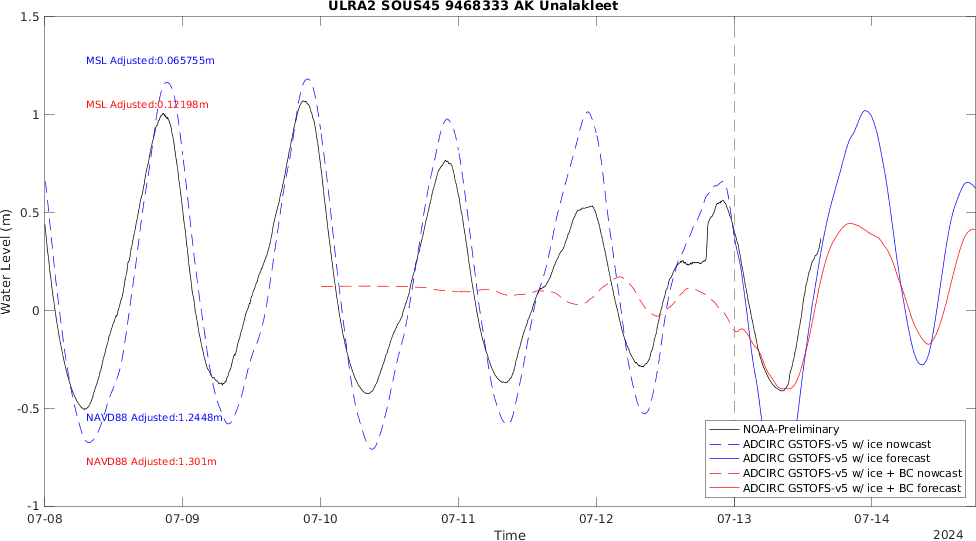 ULRA2 SOUS45 9468333 AK Unalakleet
Water Level (m)
1.5
1
0.5
0
-0.5
-1
MSL Adjusted:0.065755m
MSL Adjusted:0.12198m
NAVD88 Adjusted:1.2448m
NAVD88 Adjusted:1.301m
NOAA-Preliminary
ADCIRC GSTOFS-v5 w/ ice nowcast
ADCIRC GSTOFS-v5 w/ ice forecast
ADCIRC GSTOFS-v5 w/ ice + BC nowcast
ADCIRC GSTOFS-v5 w/ ice + BC forecast
07-08 07-09 07-10 07-11 07-12 07-13 07-14
Time
2024